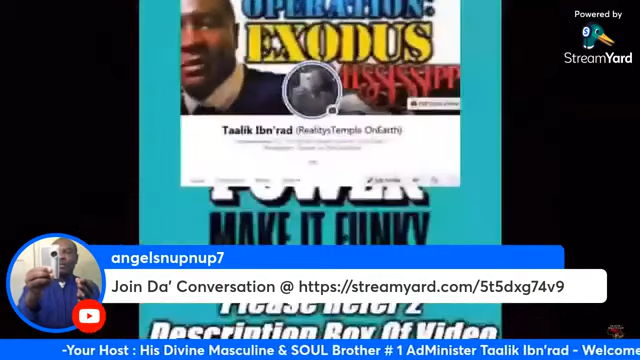 Powered by
StreamYard
OPERATION:
EXODUS
MISSISSIPP
Taalik Ibn'rad (RealitysTemple OnEarth)
POWER
MAKE IT FUNKY
angelsnupnup7
Join Da' Conversation @ https://streamyard.com/5t5dxg74v9
Please Refer 2
Description Box Of Video
-Your Host : His Divine Masculine & SOUL Brother # 1 AdMinister Taalik Ibn'rad - Welcome